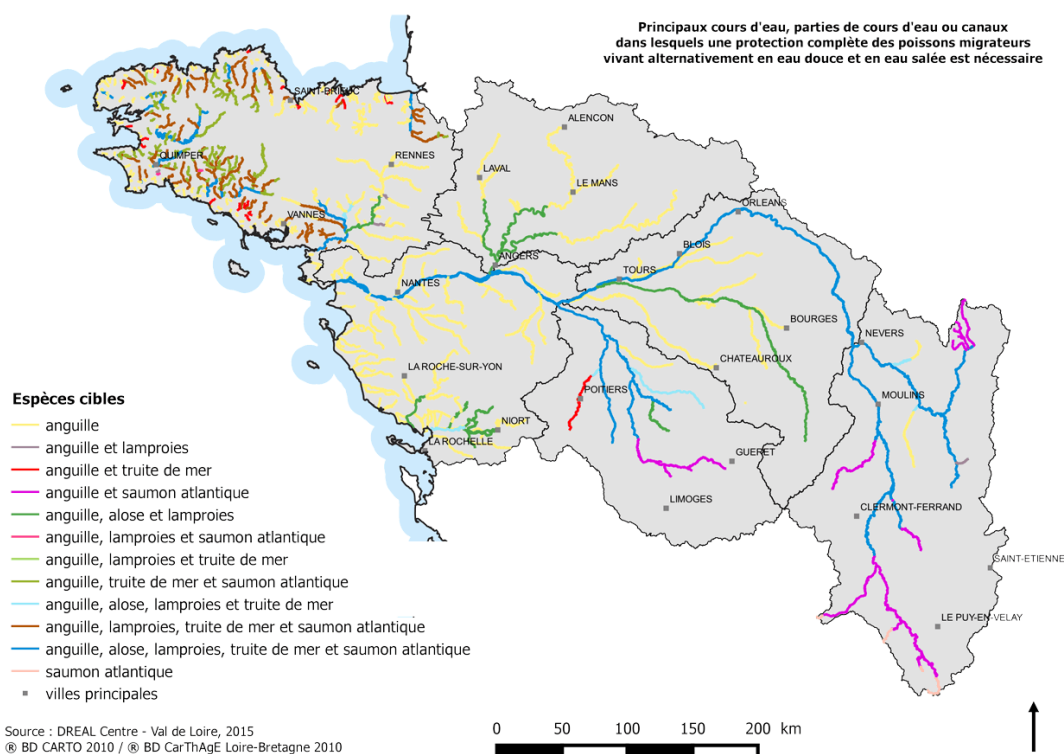 Principaux cours d'eau, parties de cours d'eau ou canaux
dans lesquels une protection complète des poissons migrateurs
vivant alternativement en eau douce et en eau salée est nécessaire
SAINT-BRIEUC
ALENCON
QUIMPER
RENNES
LAVAL
LE MANS
VANNES
ORLEANS
BLOIS
ANGERS
TOURS
NANTES
BOURGES
NEVERS
CHATEAUROUX
LA ROCHE-SUR-YON
POITIERS
MOULINS
NIORT
LA ROCHELLE
GUERET
LIMOGES
CLERMONT-FERRAND
SAINT-ETIENNE
LE PUY-EN-VELAY
Espèces cibles
anguille
anguille et lamproies
anguille et truite de mer
anguille et saumon atlantique
anguille, alose et lamproies
anguille, lamproies et saumon atlantique
anguille, lamproies et truite de mer
anguille, truite de mer et saumon atlantique
anguille, alose, lamproies et truite de mer
anguille, lamproies, truite de mer et saumon atlantique
anguille, alose, lamproies, truite de mer et saumon atlantique
saumon atlantique
villes principales
Source : DREAL Centre - Val de Loire, 2015
® BD CARTO 2010 / ® BD CarThAgE Loire-Bretagne 2010
0 50 100 150 200 km